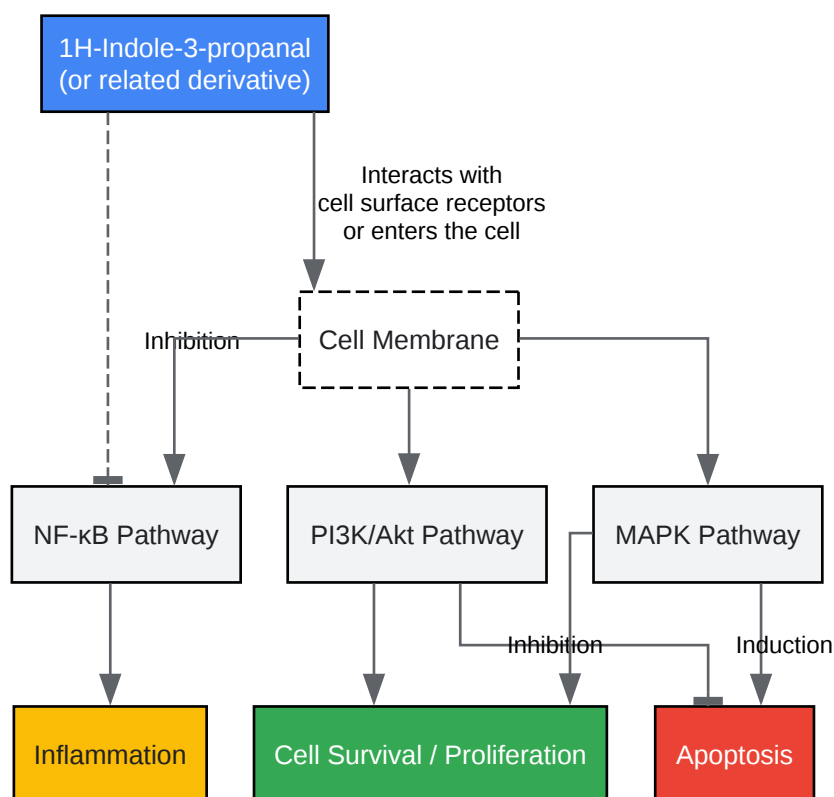 1H-Indole-3-propanal
(or related derivative)
Interacts with
cell surface receptors
or enters the cell
Inhibition
Cell Membrane
NF-κB Pathway
PI3K/Akt Pathway
MAPK Pathway
Inhibition
Induction
Inflammation
Cell Survival / Proliferation
Apoptosis